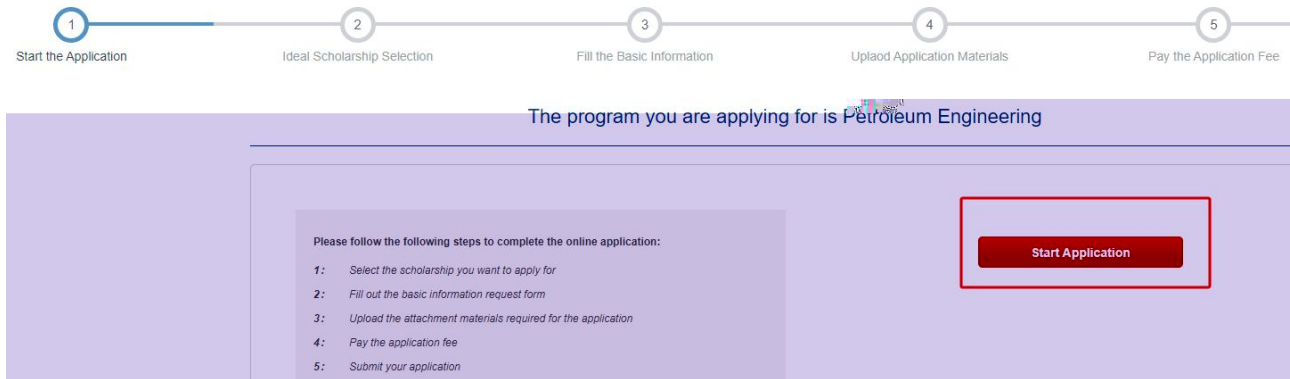 1 2 3 4 5
Start the Application Ideal Scholarship Selection Fill the Basic Information Uplaod Application Materials Pay the Application Fee
The program you are applying for is Petroleum Engineering
Please follow the following steps to complete the online application:
1: Select the scholarship you want to apply for
2: Fill out the basic information request form
3: Upload the attachment materials required for the application
4: Pay the application fee
5: Submit your application
Start Application